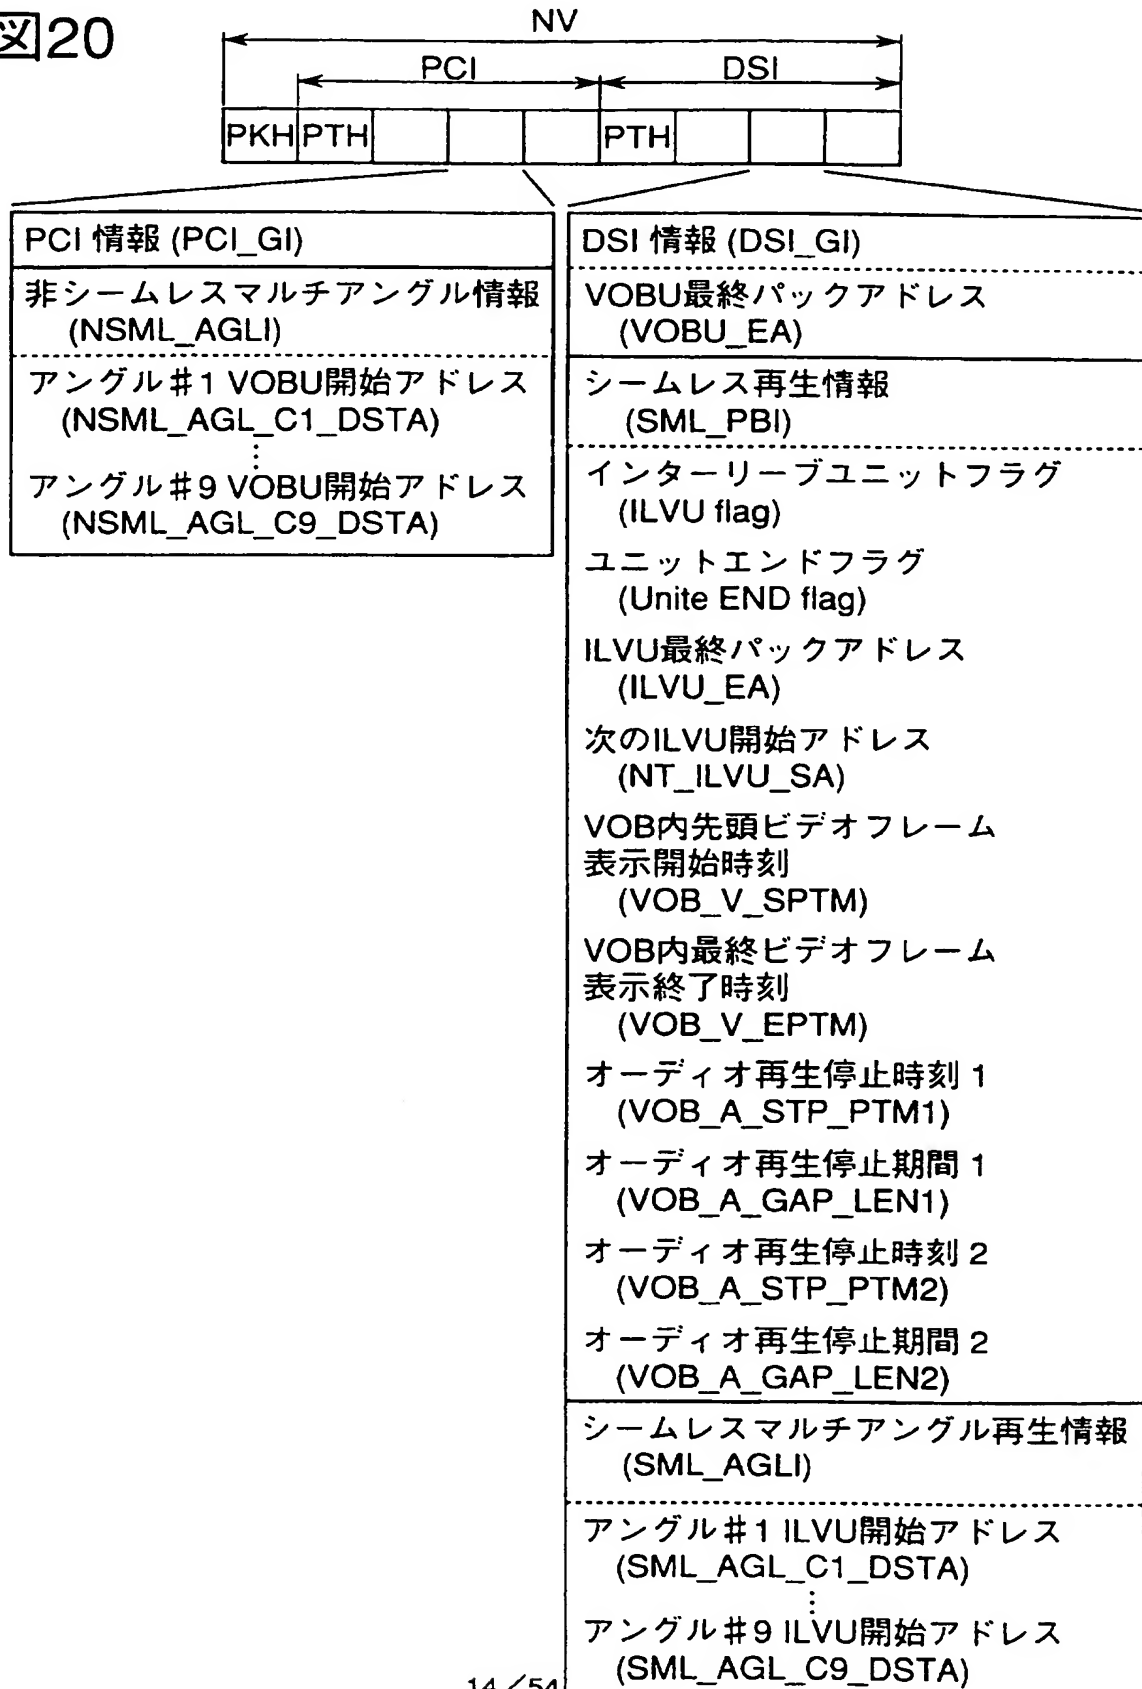 図20
NV
PCI
DSI
PKH
PTH
PTH
PCI 情報 (PCI_GI)
非シームレスマルチアングル情報
(NSML_AGLI)
アングル#1 VOBU開始アドレス
(NSML_AGL_C1_DSTA)
⋮
アングル#9 VOBU開始アドレス
(NSML_AGL_C9_DSTA)
DSI 情報 (DSI_GI)
VOBU最終パックアドレス
(VOBU_EA)
シームレス再生情報
(SML_PBI)
インターリーブユニットフラグ
(ILVU flag)
ユニットエンドフラグ
(Unite END flag)
ILVU最終パックアドレス
(ILVU_EA)
次のILVU開始アドレス
(NT_ILVU_SA)
VOB内先頭ビデオフレーム
表示開始時刻
(VOB_V_SPTM)
VOB内最終ビデオフレーム
表示終了時刻
(VOB_V_EPTM)
オーディオ再生停止時刻 1
(VOB_A_STP_PTM1)
オーディオ再生停止期間 1
(VOB_A_GAP_LEN1)
オーディオ再生停止時刻 2
(VOB_A_STP_PTM2)
オーディオ再生停止期間 2
(VOB_A_GAP_LEN2)
シームレスマルチアングル再生情報
(SML_AGLI)
アングル#1 ILVU開始アドレス
(SML_AGL_C1_DSTA)
⋮
アングル#9 ILVU開始アドレス
(SML_AGL_C9_DSTA)
14/54